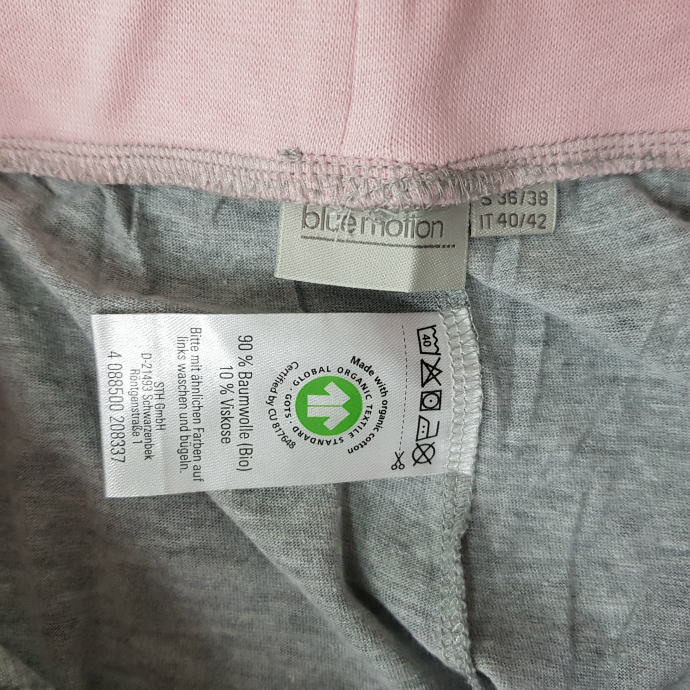 blue motion
S 36/38
IT 40/42
40
Made with organic cotton
GLOBAL ORGANIC TEXTILE STANDARD · GOTS ·
Certified by CU 817648
90 % Baumwolle (Bio)
10 % Viskose
Bitte mit ähnlichen Farben auf
links waschen und bügeln.
STH GmbH
D-21493 Schwarzenbek
Röntgenstraße 1
4 088500 208337